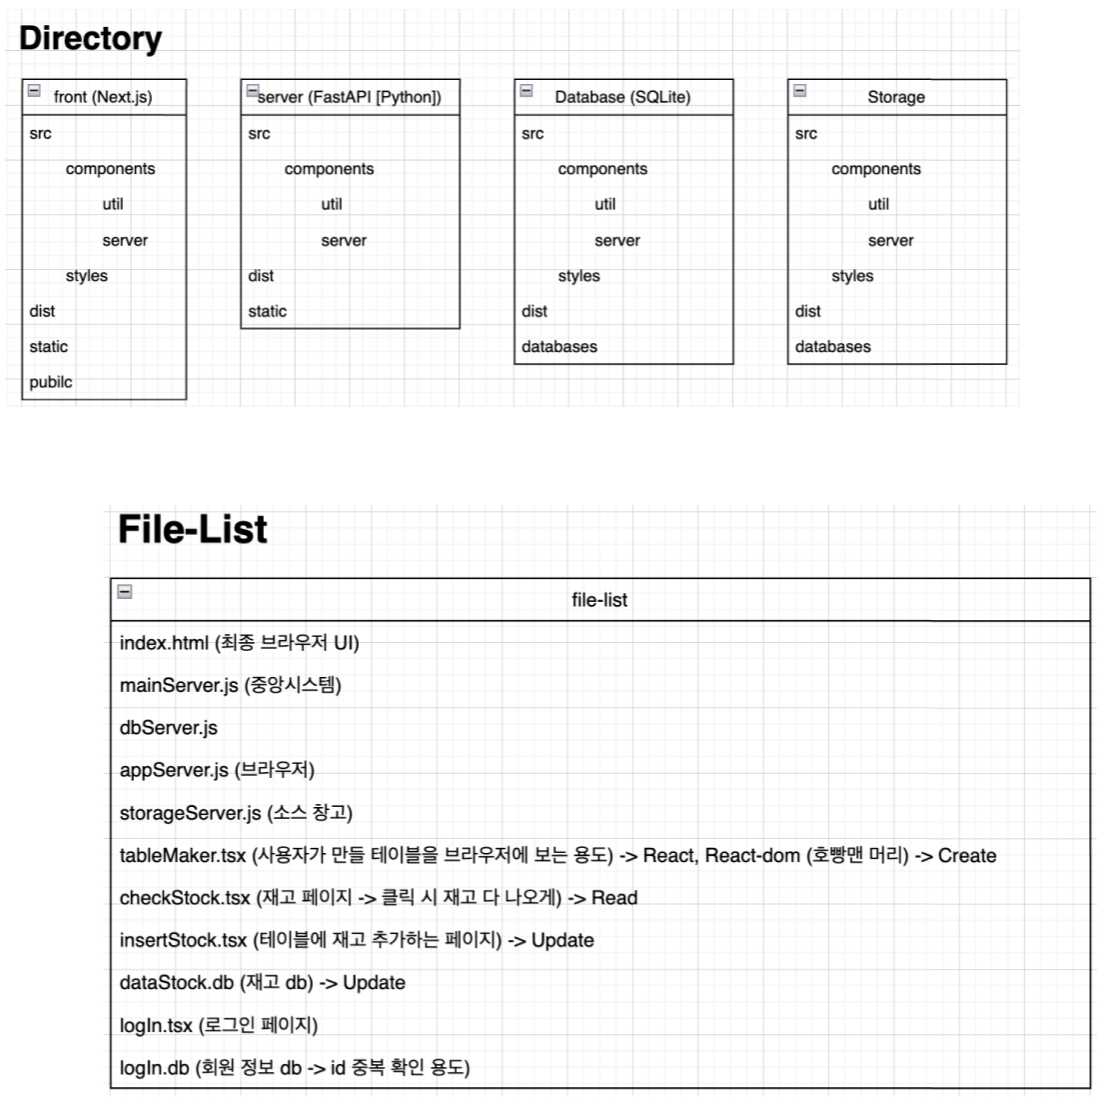 Directory
front (Next.js)
src
components
util
server
styles
dist
static
pubilc
server (FastAPI [Python])
src
components
util
server
dist
static
Database (SQLite)
src
components
util
server
styles
dist
databases
Storage
src
components
util
server
styles
dist
databases
File-List
file-list
index.html (최종 브라우저 UI)
mainServer.js (중앙시스템)
dbServer.js
appServer.js (브라우저)
storageServer.js (소스 창고)
tableMaker.tsx (사용자가 만들 테이블을 브라우저에 보는 용도) -> React, React-dom (호빵맨 머리) -> Create
checkStock.tsx (재고 페이지 -> 클릭 시 재고 다 나오게) -> Read
insertStock.tsx (테이블에 재고 추가하는 페이지) -> Update
dataStock.db (재고 db) -> Update
logIn.tsx (로그인 페이지)
logIn.db (회원 정보 db -> id 중복 확인 용도)